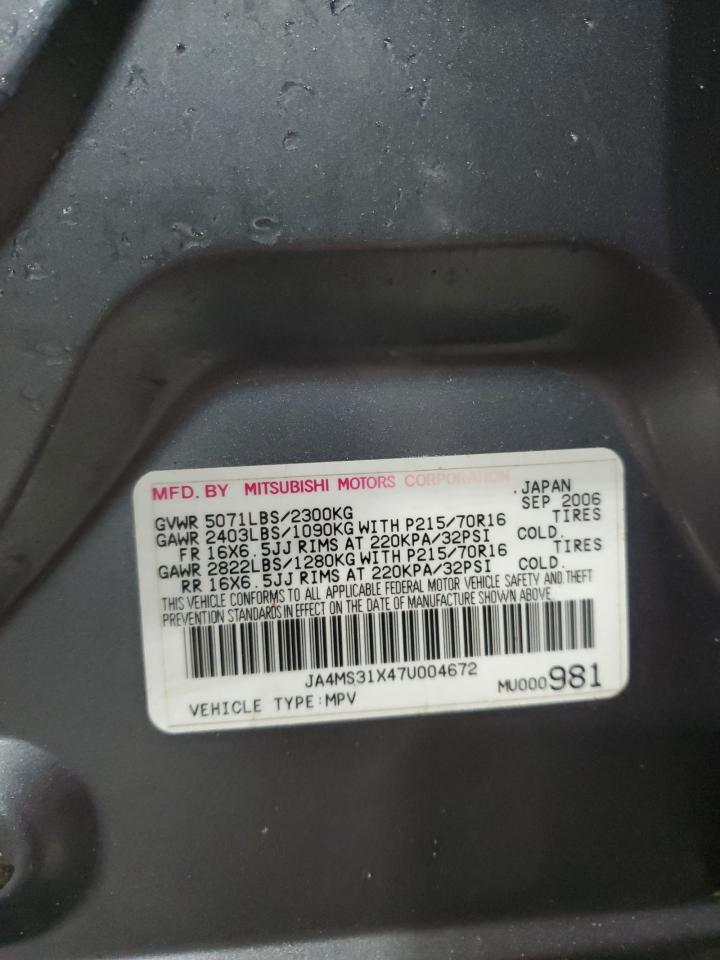 MFD. BY MITSUBISHI MOTORS CORPORATION .JAPAN
SEP 2006
GVWR 5071LBS/2300KG
GAWR 2403LBS/1090KG WITH P215/70R16 TIRES
FR 16X6.5JJ RIMS AT 220KPA/32PSI COLD.
GAWR 2822LBS/1280KG WITH P215/70R16 TIRES
RR 16X6.5JJ RIMS AT 220KPA/32PSI COLD.
THIS VEHICLE CONFORMS TO ALL APPLICABLE FEDERAL MOTOR VEHICLE SAFETY AND THEFT
PREVENTION STANDARDS IN EFFECT ON THE DATE OF MANUFACTURE SHOWN ABOVE.
JA4MS31X47U004672
VEHICLE TYPE:MPV MU000981